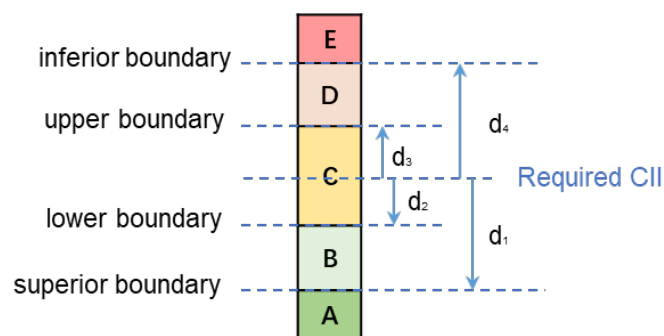 E
inferior boundary
D
d₄
upper boundary
d₃
C
Required CII
d₂
lower boundary
d₁
B
superior boundary
A